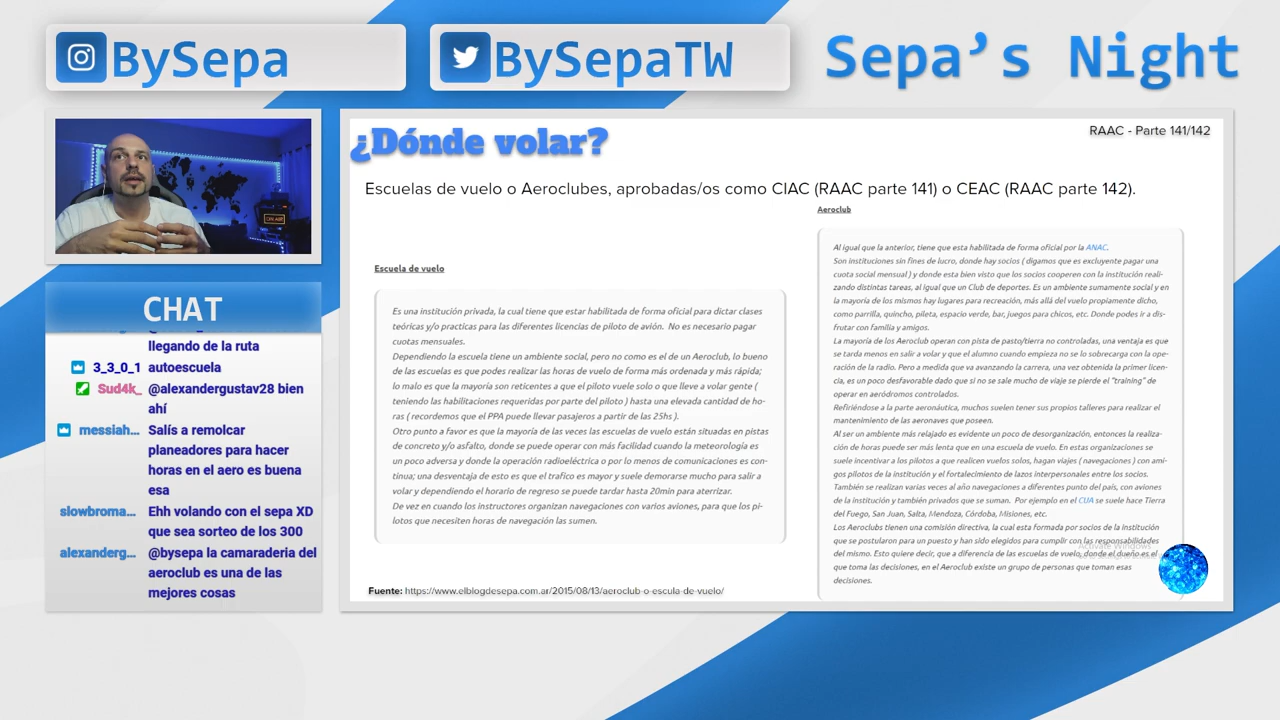 BySepa
BySepaTW
Sepa's Night
ON AIR
CHAT
llegando de la ruta
3_3_0_1 autoescuela
Sud4k_ @alexandergustav28 bien
ahí
messiah... Salís a remolcar
planeadores para hacer
horas en el aero es buena
esa
slowbroma... Ehh volando con el sepa XD
que sea sorteo de los 300
alexanderg... @bysepa la camaraderia del
aeroclub es una de las
mejores cosas
¿Dónde volar?
RAAC - Parte 141/142
Escuelas de vuelo o Aeroclubes, aprobadas/os como CIAC (RAAC parte 141) o CEAC (RAAC parte 142).
Escuela de vuelo
Es una institución privada, la cual tiene que estar habilitada de forma oficial para dictar clases
teóricas y/o practicas para las diferentes licencias de piloto de avión. No es necesario pagar
cuotas mensuales.
Dependiendo la escuela tiene un ambiente social, pero no como es el de un Aeroclub, lo bueno
de las escuelas es que podes realizar las horas de vuelo de forma más ordenada y más rápida;
lo malo es que la mayoría son reticentes a que el piloto vuele solo o que lleve a volar gente (
teniendo las habilitaciones requeridas por parte del piloto ) hasta una elevada cantidad de ho-
ras ( recordemos que el PPA puede llevar pasajeros a partir de las 25hs ).
Otro punto a favor es que la mayoría de las veces las escuelas de vuelo están situadas en pistas
de concreto y/o asfalto, donde se puede operar con más facilidad cuando la meteorología es
un poco adversa y donde la operación radioeléctrica o por lo menos de comunicaciones es con-
tinua; una desventaja de esto es que el trafico es mayor y suele demorarse mucho para salir a
volar y dependiendo el horario de regreso se puede tardar hasta 20min para aterrizar.
De vez en cuando los instructores organizan navegaciones con varios aviones, para que los pi-
lotos que necesiten horas de navegación las sumen.
Fuente: https://www.elblogdesepa.com.ar/2015/08/13/aeroclub-o-escula-de-vuelo/
Aeroclub
Al igual que la anterior, tiene que esta habilitada de forma oficial por la ANAC.
Son instituciones sin fines de lucro, donde hay socios ( digamos que es excluyente pagar una
cuota social mensual ) y donde esta bien visto que los socios cooperen con la institución reali-
zando distintas tareas, al igual que un Club de deportes. Es un ambiente sumamente social y en
la mayoría de los mismos hay lugares para recreación, más allá del vuelo propiamente dicho,
como parrilla, quincho, pileta, espacio verde, bar, juegos para chicos, etc. Donde podes ir a dis-
frutar con familia y amigos.
La mayoría de los Aeroclub operan con pistas de pasto/tierra no controladas, una ventaja es que
se tarda menos en salir a volar y que el alumno cuando empieza no se lo sobrecarga con la ope-
ración de la radio. Pero a medida que va avanzando la carrera, una vez obtenida la primer licen-
cia, es un poco desfavorable dado que si no se sale mucho de viaje se pierde el "training" de
operar en aeródromos controlados.
Refiriéndose a la parte aeronáutica, muchos suelen tener sus propios talleres para realizar el
mantenimiento de las aeronaves que poseen.
Al ser un ambiente más relajado es evidente un poco de desorganización, entonces la realiza-
ción de horas puede ser más lenta que en una escuela de vuelo. En estas organizaciones se
suele incentivar a los pilotos a que realicen vuelos solos, hagan viajes ( navegaciones ) con ami-
gos pilotos de la institución y el fortalecimiento de lazos interpersonales entre los socios.
También se realizan varias veces al año navegaciones a diferentes punto del país, con aviones
de la institución y también privados que se suman. Por ejemplo en el CUA se suele hace Tierra
del Fuego, San Juan, Salta, Mendoza, Córdoba, Misiones, etc.
Los Aeroclubs tienen una comisión directiva, la cual esta formada por socios de la institución
que se postularon para un puesto y han sido elegidos para cumplir con las responsabilidades
del mismo. Esto quiere decir, que a diferencia de las escuelas de vuelo, donde el dueño es el
que toma las decisiones, en el Aeroclub existe un grupo de personas que toman esas
decisiones.
Activate Windows